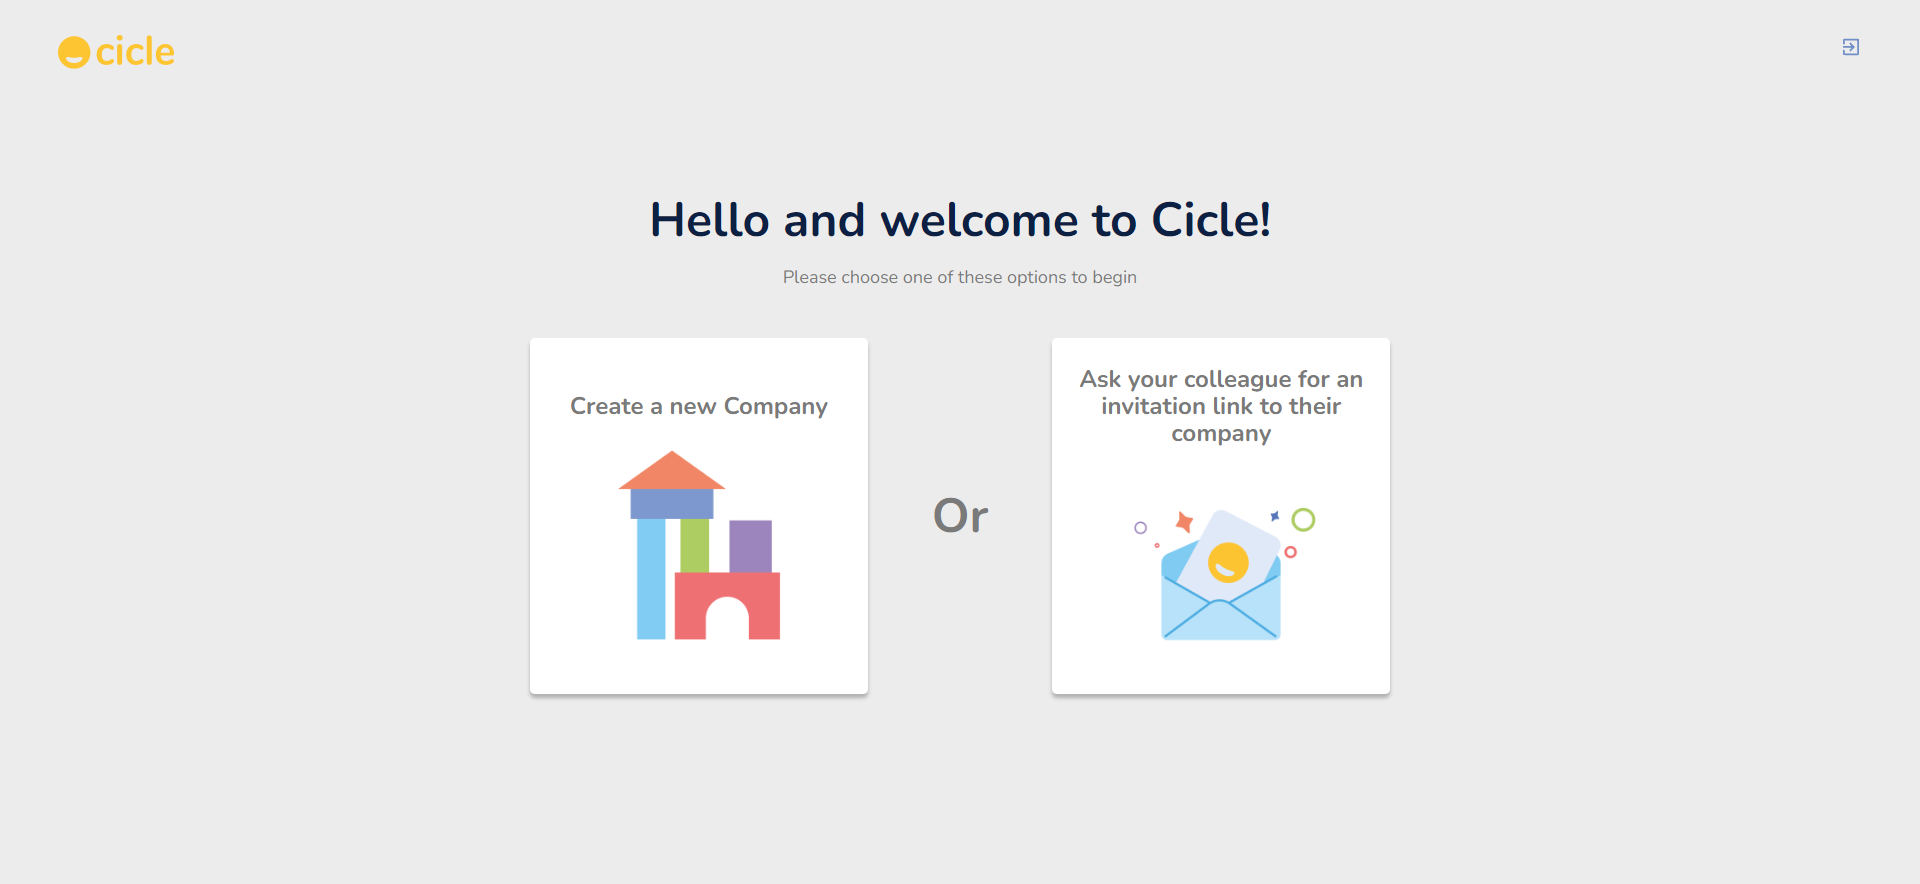 cicle
Hello and welcome to Cicle!
Please choose one of these options to begin
Create a new Company
Or
Ask your colleague for an
invitation link to their
company